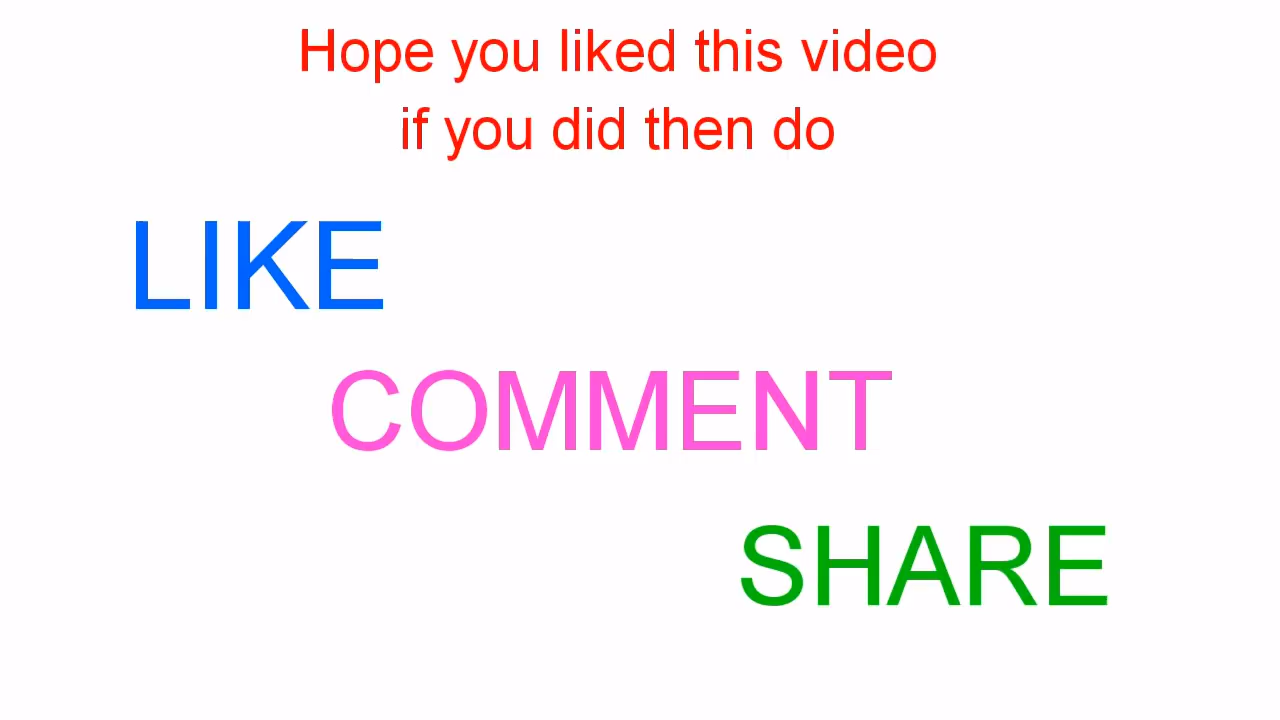 Hope you liked this video
if you did then do
LIKE
COMMENT
SHARE